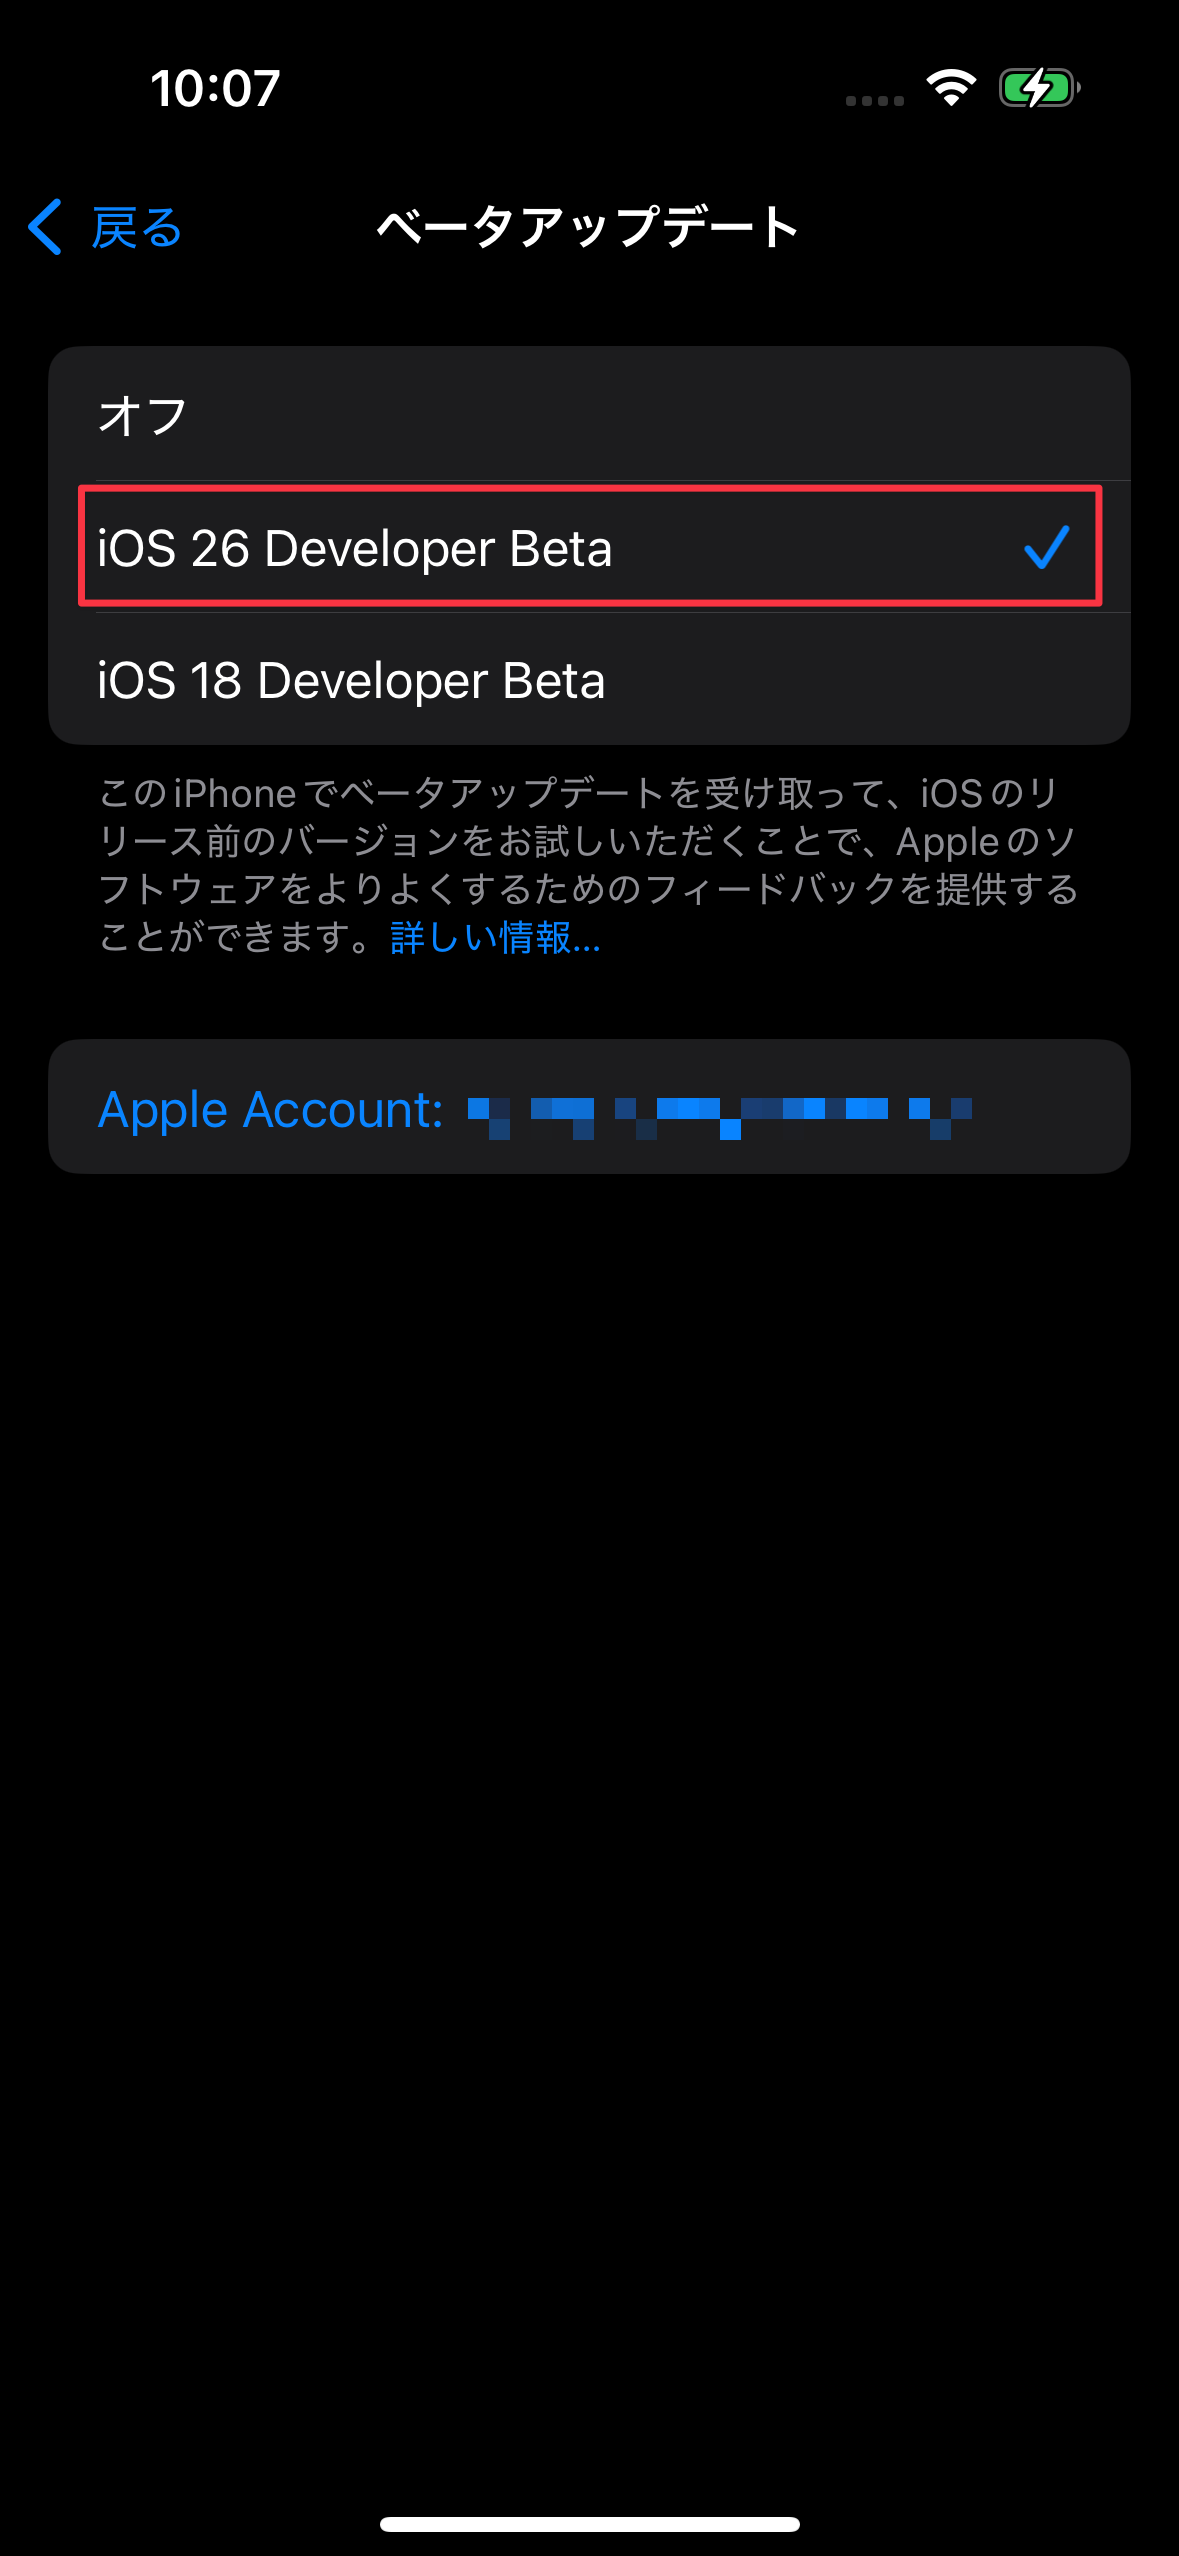 10:07
戻る
ベータアップデート
オフ
iOS 26 Developer Beta
iOS 18 Developer Beta
このiPhoneでベータアップデートを受け取って、iOSのリ
リース前のバージョンをお試しいただくことで、Appleのソ
フトウェアをよりよくするためのフィードバックを提供する
ことができます。詳しい情報...
Apple Account: